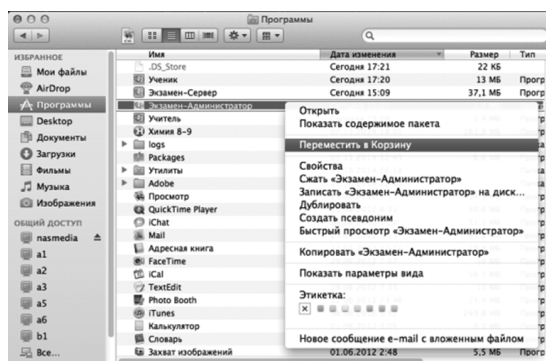 Программы
Имя Дата изменения Размер Тип
ИЗБРАННОЕ
Мои файлы
AirDrop
Программы
Desktop
Документы
Загрузки
Фильмы
Музыка
Изображения
ОБЩИЙ ДОСТУП
nasmedia
a1
a2
a3
a5
a6
b1
Все...
.DS_Store Сегодня 17:21 22 КБ
Ученик Сегодня 17:20 13 МБ Прогр
Экзамен-Сервер Сегодня 15:09 37,1 МБ Прогр
Экзамен-Администратор
Учитель
Химия 8-9
logs
Packages
Утилиты
Adobe
Просмотр
QuickTime Player
iChat
Mail
Адресная книга
FaceTime
iCal
TextEdit
Photo Booth
iTunes
Калькулятор
Словарь
Захват изображений 01.06.2012 2:48 5,5 МБ Прогр
Открыть
Показать содержимое пакета
Переместить в Корзину
Свойства
Сжать «Экзамен-Администратор»
Записать «Экзамен-Администратор» на диск...
Дублировать
Создать псевдоним
Быстрый просмотр «Экзамен-Администратор»
Копировать «Экзамен-Администратор»
Показать параметры вида
Этикетка:
Новое сообщение e-mail с вложенным файлом